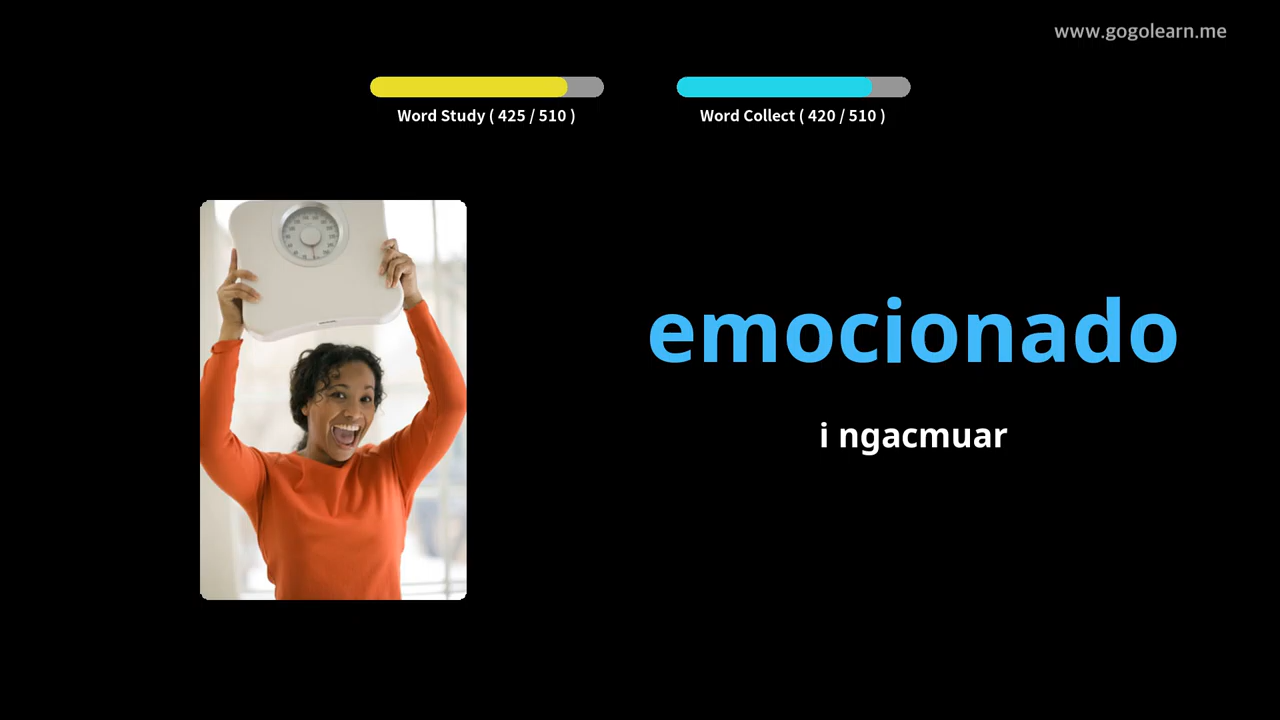 www.gogolearn.me
Word Study ( 425 / 510 )
Word Collect ( 420 / 510 )
emocionado
i ngacmuar